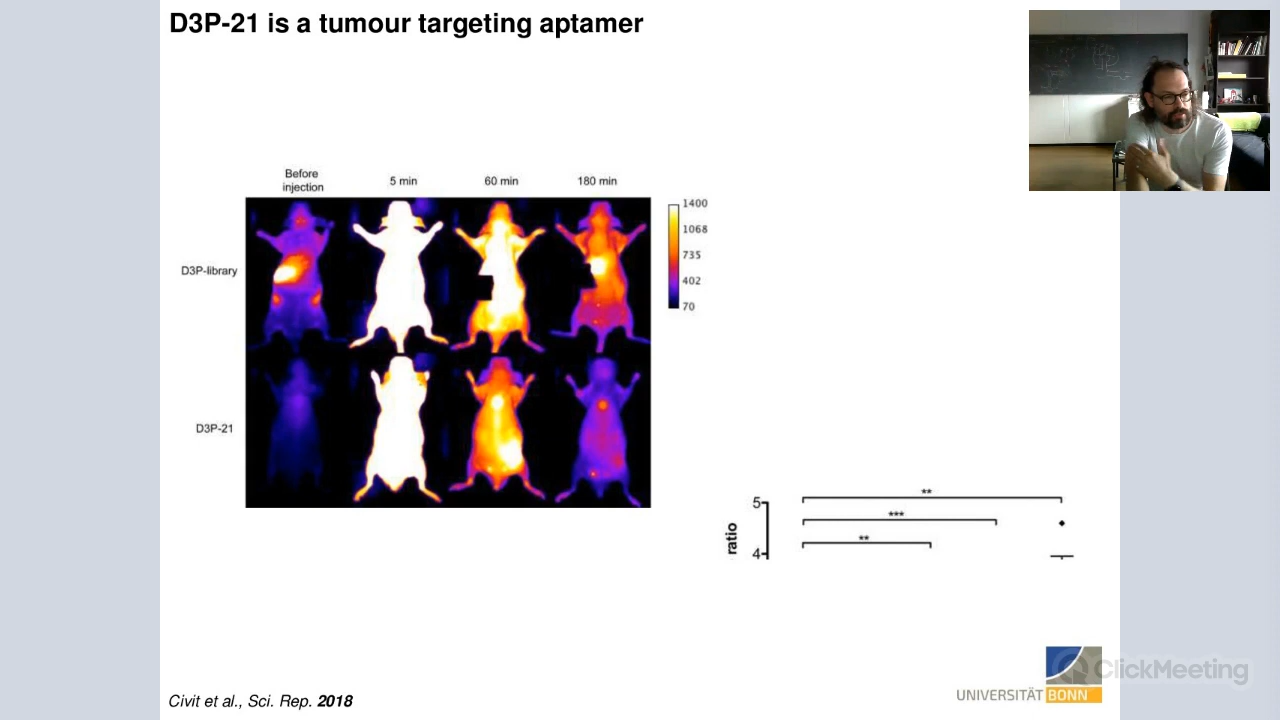 D3P-21 is a tumour targeting aptamer
Before
injection
5 min
60 min
180 min
D3P-library
D3P-21
1400
1068
735
402
70
ratio
5
4
**
***
**
Civit et al., Sci. Rep. 2018
UNIVERSITÄT BONN
ClickMeeting